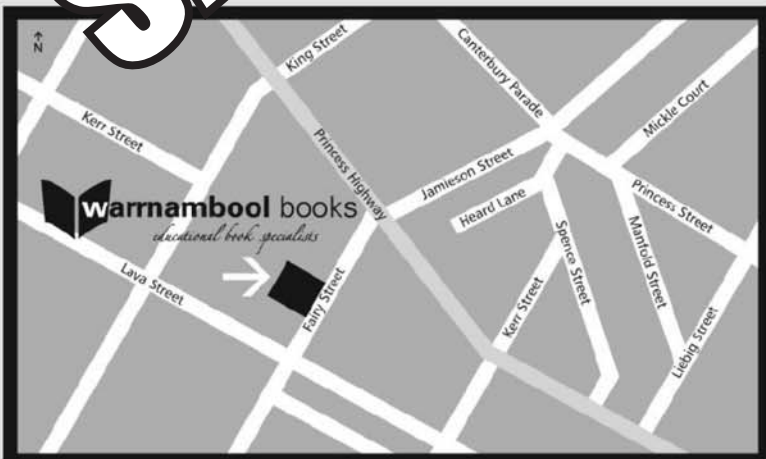 N
King Street
Canterbury Parade
Mickle Court
Kerr Street
Princess Highway
Jamieson Street
Heard Lane
Princess Street
warrnambool books
educational book specialists
Spence Street
Manfold Street
Lava Street
Fairy Street
Kerr Street
Liebig Street